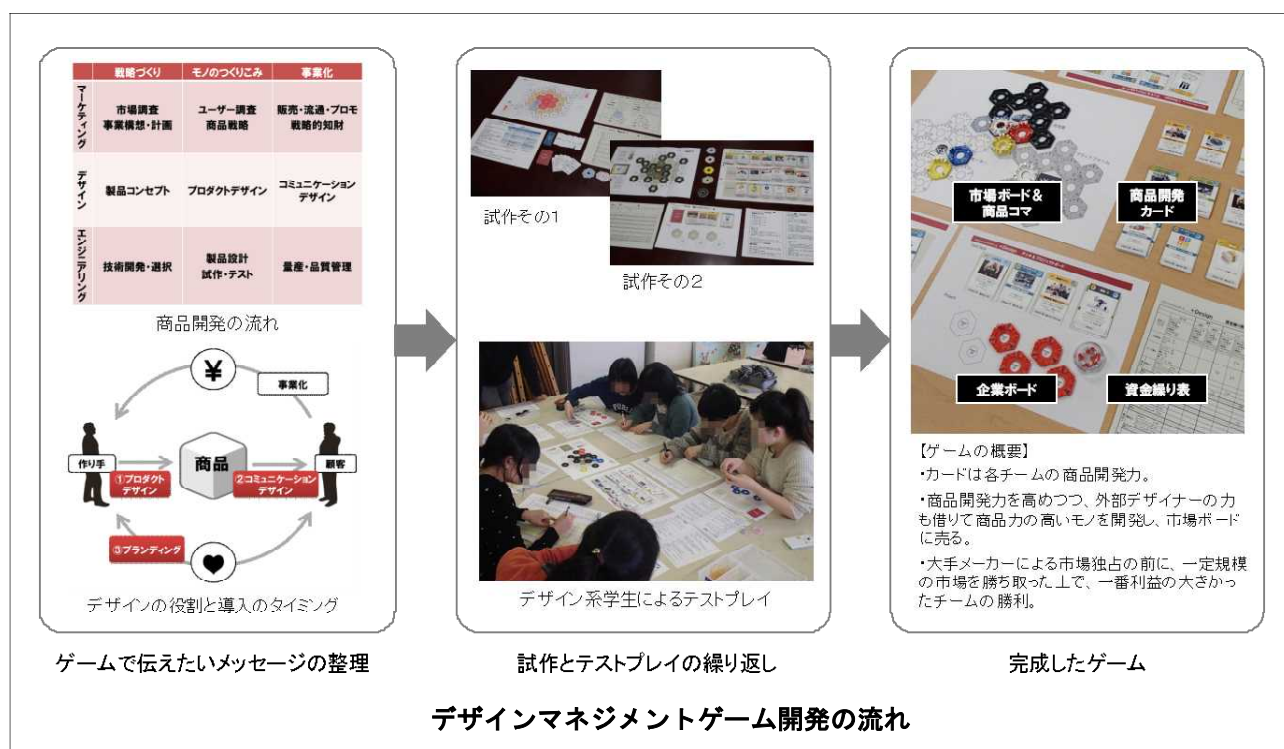 戦略づくり モノのつくりこみ 事業化
マーケティング
市場調査
事業構想・計画
ユーザー調査
商品戦略
販売・流通・プロモ
戦略的知財
デザイン
製品コンセプト
プロダクトデザイン
コミュニケーション
デザイン
エンジニアリング
技術開発・選択
製品設計
試作・テスト
量産・品質管理
商品開発の流れ
¥
事業化
作り手
商品
顧客
①プロダクト
デザイン
②コミュニケーション
デザイン
③ブランディング
デザインの役割と導入のタイミング
ゲームで伝えたいメッセージの整理
試作その1
試作その2
デザイン系学生によるテストプレイ
試作とテストプレイの繰り返し
市場ボード&
商品コマ
商品開発
カード
企業ボード
資金繰り表
【ゲームの概要】
・カードは各チームの商品開発力。
・商品開発力を高めつつ、外部デザイナーの力
も借りて商品力の高いモノを開発し、市場ボード
に売る。
・大手メーカーによる市場独占の前に、一定規模
の市場を勝ち取った上で、一番利益の大きかっ
たチームの勝利。
完成したゲーム
デザインマネジメントゲーム開発の流れ